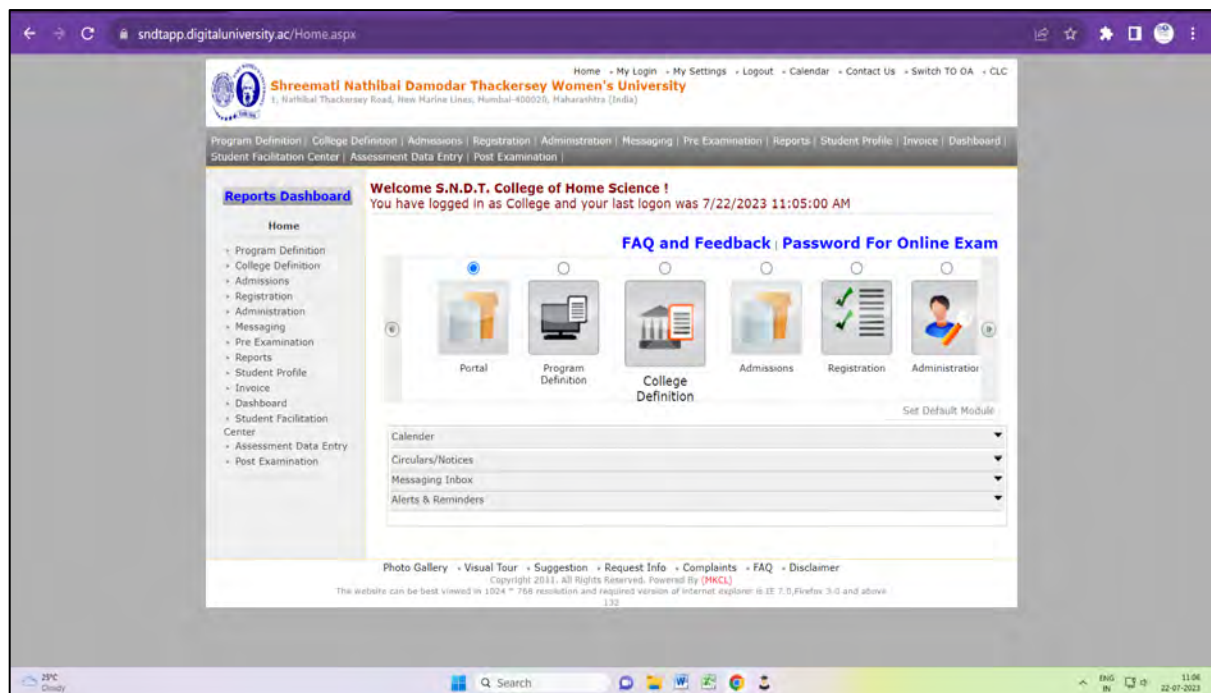 sndtapp.digitaluniversity.ac/Home.aspx
Home My Login My Settings Logout Calendar Contact Us Switch TO OA CLC
Shreemati Nathibai Damodar Thackersey Women's University
1, Nathibai Thackersey Road, New Marine Lines, Mumbai-400020, Maharashtra (India)
Program Definition | College Definition | Admissions | Registration | Administration | Messaging | Pre Examination | Reports | Student Profile | Invoice | Dashboard |
Student Facilitation Center | Assessment Data Entry | Post Examination |
Reports Dashboard
Home
Program Definition
College Definition
Admissions
Registration
Administration
Messaging
Pre Examination
Reports
Student Profile
Invoice
Dashboard
Student Facilitation
Center
Assessment Data Entry
Post Examination
Welcome S.N.D.T. College of Home Science !
You have logged in as College and your last logon was 7/22/2023 11:05:00 AM
FAQ and Feedback | Password For Online Exam
Portal
Program
Definition
College
Definition
Admissions
Registration
Administration
Set Default Module
Calender
Circulars/Notices
Messaging Inbox
Alerts & Reminders
Photo Gallery Visual Tour Suggestion Request Info Complaints FAQ Disclaimer
Copyright 2011. All Rights Reserved. Powered By (MKCL)
The website can be best viewed in 1024 * 768 resolution and required version of internet explorer is IE 7.0,Firefox 3.0 and above
132
29°C
Cloudy
Search
ENG
IN
11:06
22-07-2023